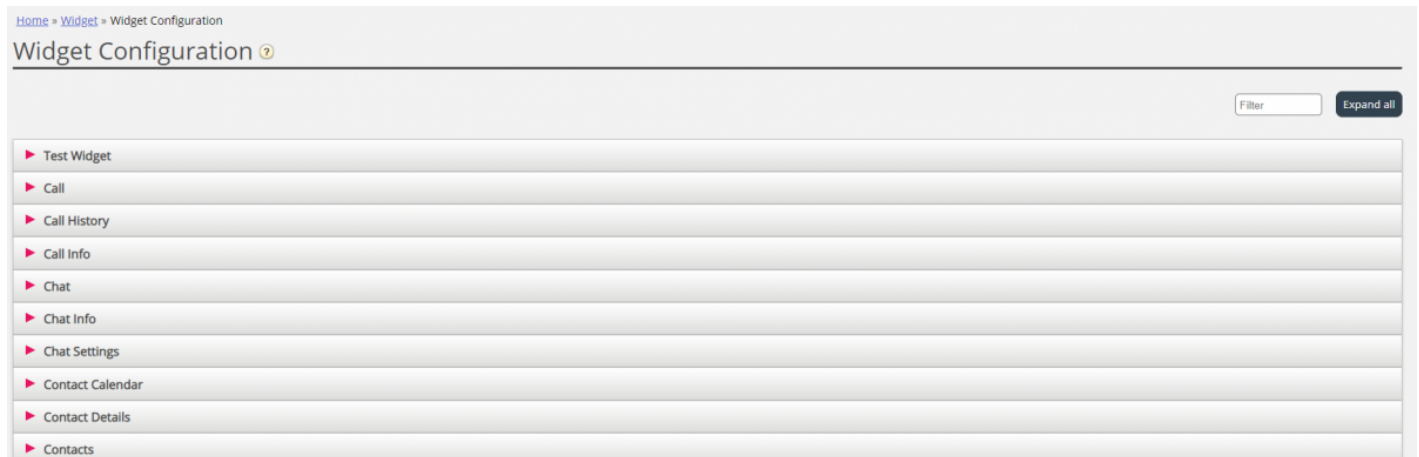 Home » Widget » Widget Configuration
Widget Configuration ?
Filter
Expand all
Test Widget
Call
Call History
Call Info
Chat
Chat Info
Chat Settings
Contact Calendar
Contact Details
Contacts